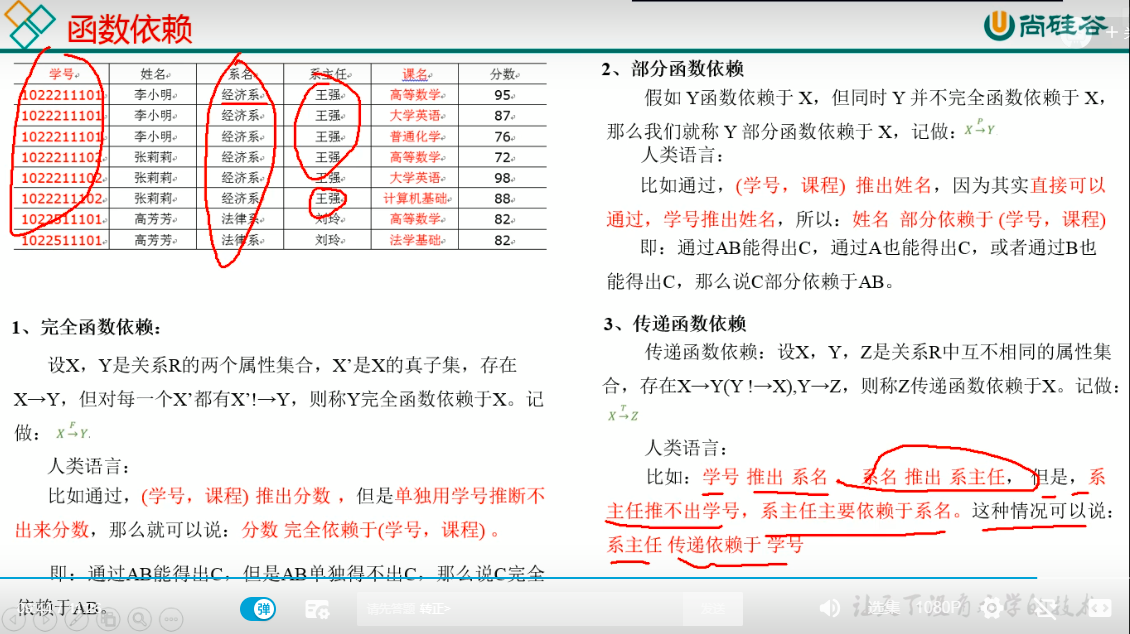 函数依赖
尚硅谷
学号 姓名 系名 系主任 课名 分数
1022211101 李小明 经济系 王强 高等数学 95
1022211101 李小明 经济系 王强 大学英语 87
1022211101 李小明 经济系 王强 普通化学 76
1022211102 张莉莉 经济系 王强 高等数学 72
1022211102 张莉莉 经济系 王强 大学英语 98
1022211102 张莉莉 经济系 王强 计算机基础 88
1022511101 高芳芳 法律系 刘玲 高等数学 82
1022511101 高芳芳 法律系 刘玲 法学基础 82
1、完全函数依赖：
设X，Y是关系R的两个属性集合，X’是X的真子集，存在
X→Y，但对每一个X’都有X’!→Y，则称Y完全函数依赖于X。记
做： X F→ Y.
人类语言：
比如通过，(学号，课程) 推出分数 ，但是单独用学号推断不
出来分数，那么就可以说：分数 完全依赖于(学号，课程) 。
即：通过AB能得出C，但是AB单独得不出C，那么说C完全
依赖于AB。
2、部分函数依赖
假如 Y函数依赖于 X，但同时 Y 并不完全函数依赖于 X，
那么我们就称 Y 部分函数依赖于 X，记做： X P→ Y
人类语言：
比如通过，(学号，课程) 推出姓名，因为其实直接可以
通过，学号推出姓名，所以：姓名 部分依赖于 (学号，课程)
即：通过AB能得出C，通过A也能得出C，或者通过B也
能得出C，那么说C部分依赖于AB。
3、传递函数依赖
传递函数依赖：设X，Y，Z是关系R中互不相同的属性集
合，存在X→Y(Y !→X),Y→Z，则称Z传递函数依赖于X。记做：
X T→ Z
人类语言：
比如：学号 推出 系名 ， 系名 推出 系主任， 但是，系
主任推不出学号，系主任主要依赖于系名。这种情况可以说：
系主任 传递依赖于 学号
弹
请先答题 转正>
发送
选集
1080P